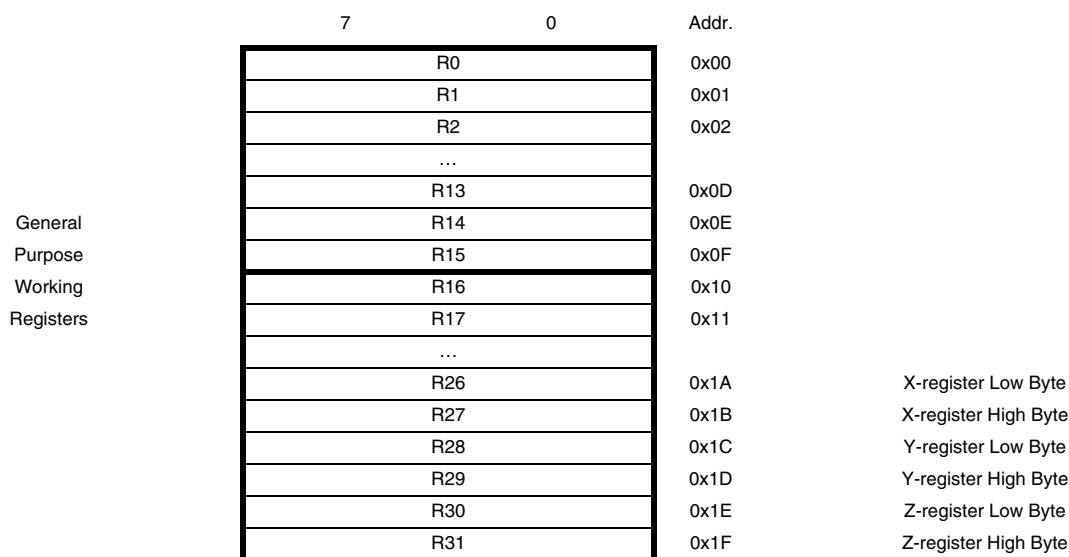 7 0 Addr.
R0 0x00
R1 0x01
R2 0x02
…
R13 0x0D
General R14 0x0E
Purpose R15 0x0F
Working R16 0x10
Registers R17 0x11
…
R26 0x1A X-register Low Byte
R27 0x1B X-register High Byte
R28 0x1C Y-register Low Byte
R29 0x1D Y-register High Byte
R30 0x1E Z-register Low Byte
R31 0x1F Z-register High Byte